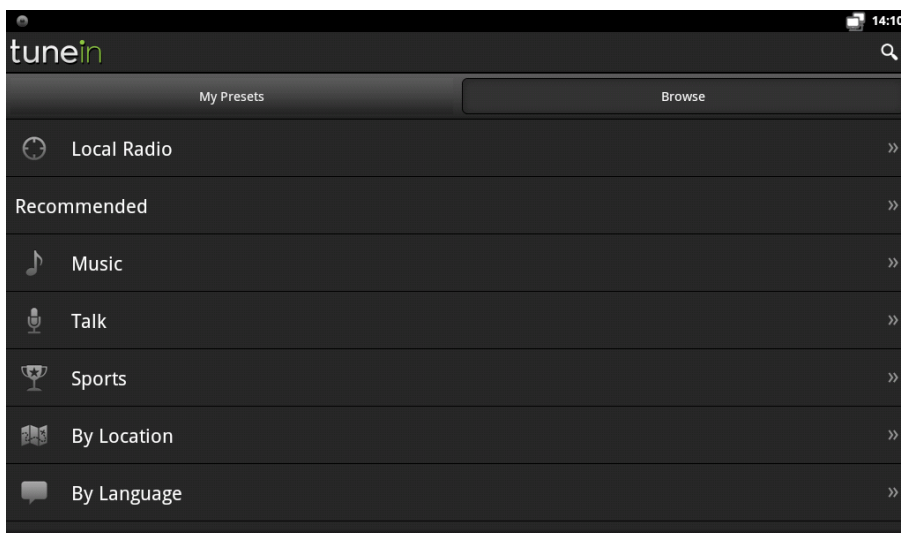 14:10
tunein
My Presets Browse
Local Radio
Recommended
Music
Talk
Sports
By Location
By Language